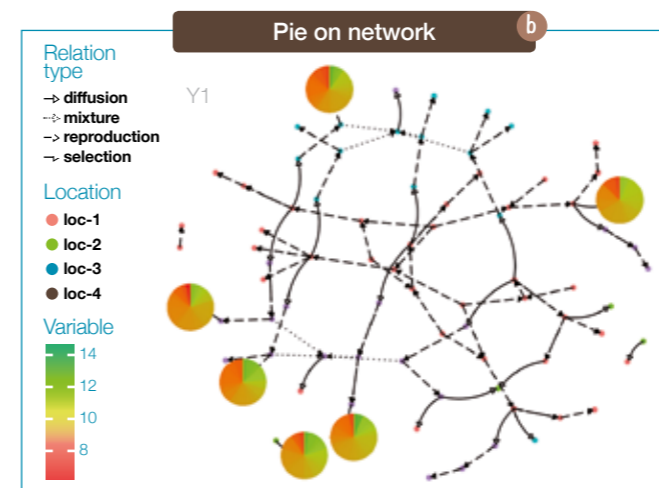 Pie on network
b
Relation
type
diffusion
mixture
reproduction
selection
Location
loc-1
loc-2
loc-3
loc-4
Variable
14
12
10
8
Y1